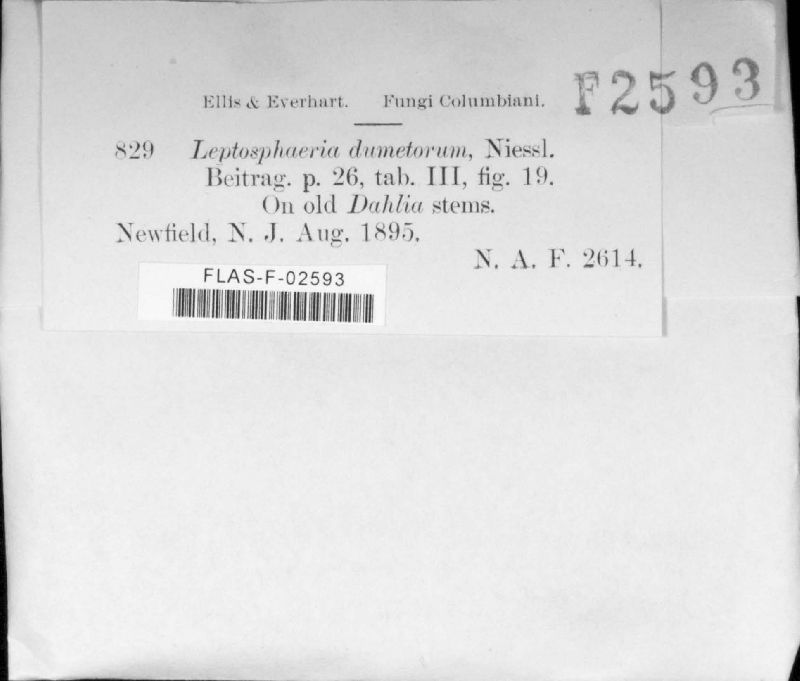 Ellis & Everhart. Fungi Columbiani.
F2593
829 Leptosphaeria dumetorum, Niessl.
Beitrag. p. 26, tab. III, fig. 19.
On old Dahlia stems.
Newfield, N. J. Aug. 1895.
N. A. F. 2614.
FLAS-F-02593